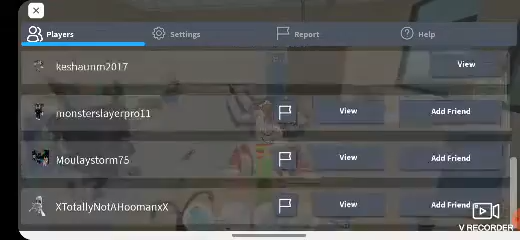 Players Settings Report Help
keshaunm2017 View
monsterslayerpro11 View Add Friend
Moulaystorm75 View Add Friend
XTotallyNotAHoomanxX View Add Friend
V RECORDER